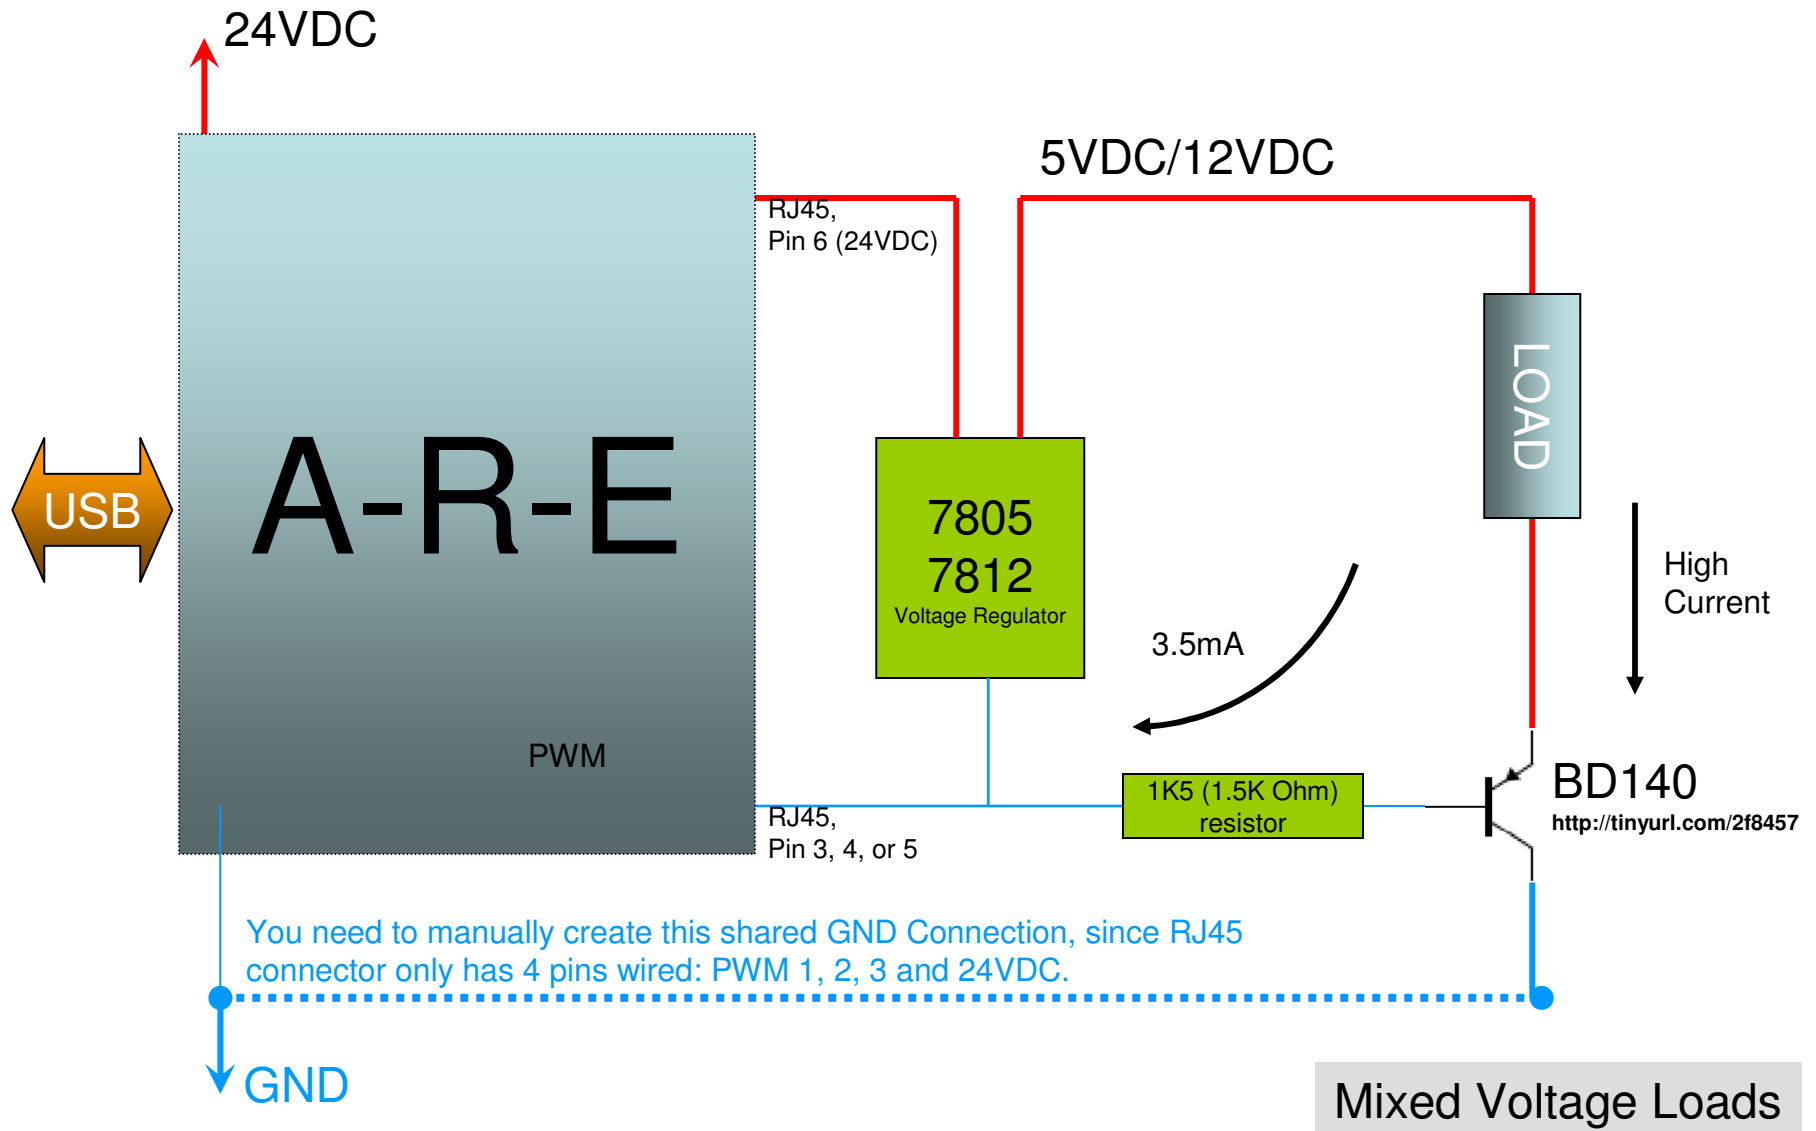 24VDC
5VDC/12VDC
RJ45,
Pin 6 (24VDC)
LOAD
USB
A-R-E
7805
7812
Voltage Regulator
High
Current
3.5mA
PWM
1K5 (1.5K Ohm)
resistor
BD140
http://tinyurl.com/2f8457
RJ45,
Pin 3, 4, or 5
You need to manually create this shared GND Connection, since RJ45
connector only has 4 pins wired: PWM 1, 2, 3 and 24VDC.
GND
Mixed Voltage Loads